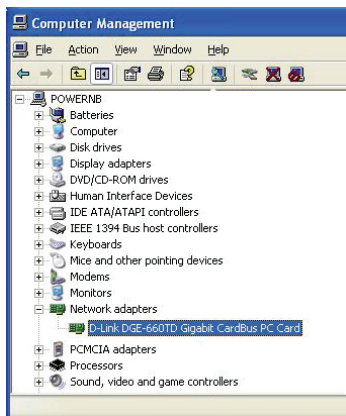 Computer Management
File Action View Window Help
POWERNB
Batteries
Computer
Disk drives
Display adapters
DVD/CD-ROM drives
Human Interface Devices
IDE ATA/ATAPI controllers
IEEE 1394 Bus host controllers
Keyboards
Mice and other pointing devices
Modems
Monitors
Network adapters
D-Link DGE-660TD Gigabit CardBus PC Card
PCMCIA adapters
Processors
Sound, video and game controllers